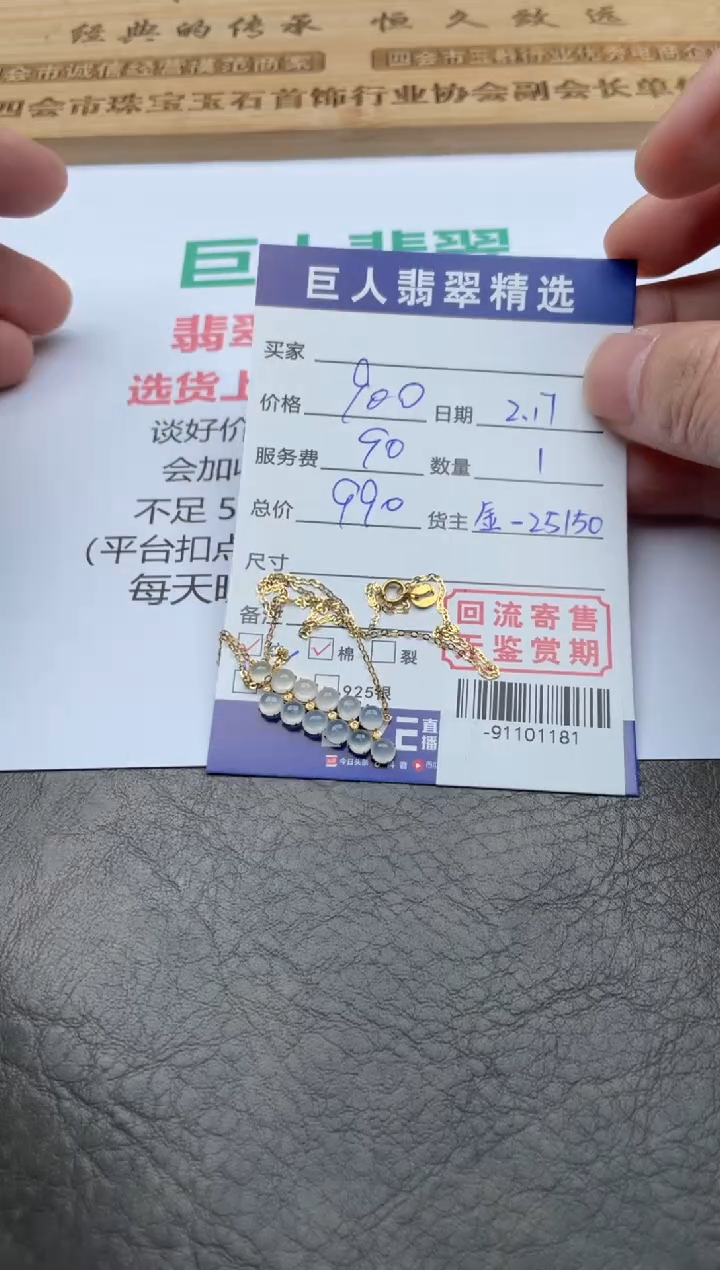 经典的传承 恒久致远
会市诚信经营模范商家 四会市玉器行业优秀电商企
四会市珠宝玉石首饰行业协会副会长单位
巨人翡翠
翡翠
选货上
谈好价
会加收
不足 5
(平台扣点
每天
巨人翡翠精选
买家
价格 900 日期 2.17
服务费 90 数量 1
总价 990 货主 -25150
尺寸
备注
棉 裂
925银
回流寄售
无鉴赏期
直播
今日头条
-91101181